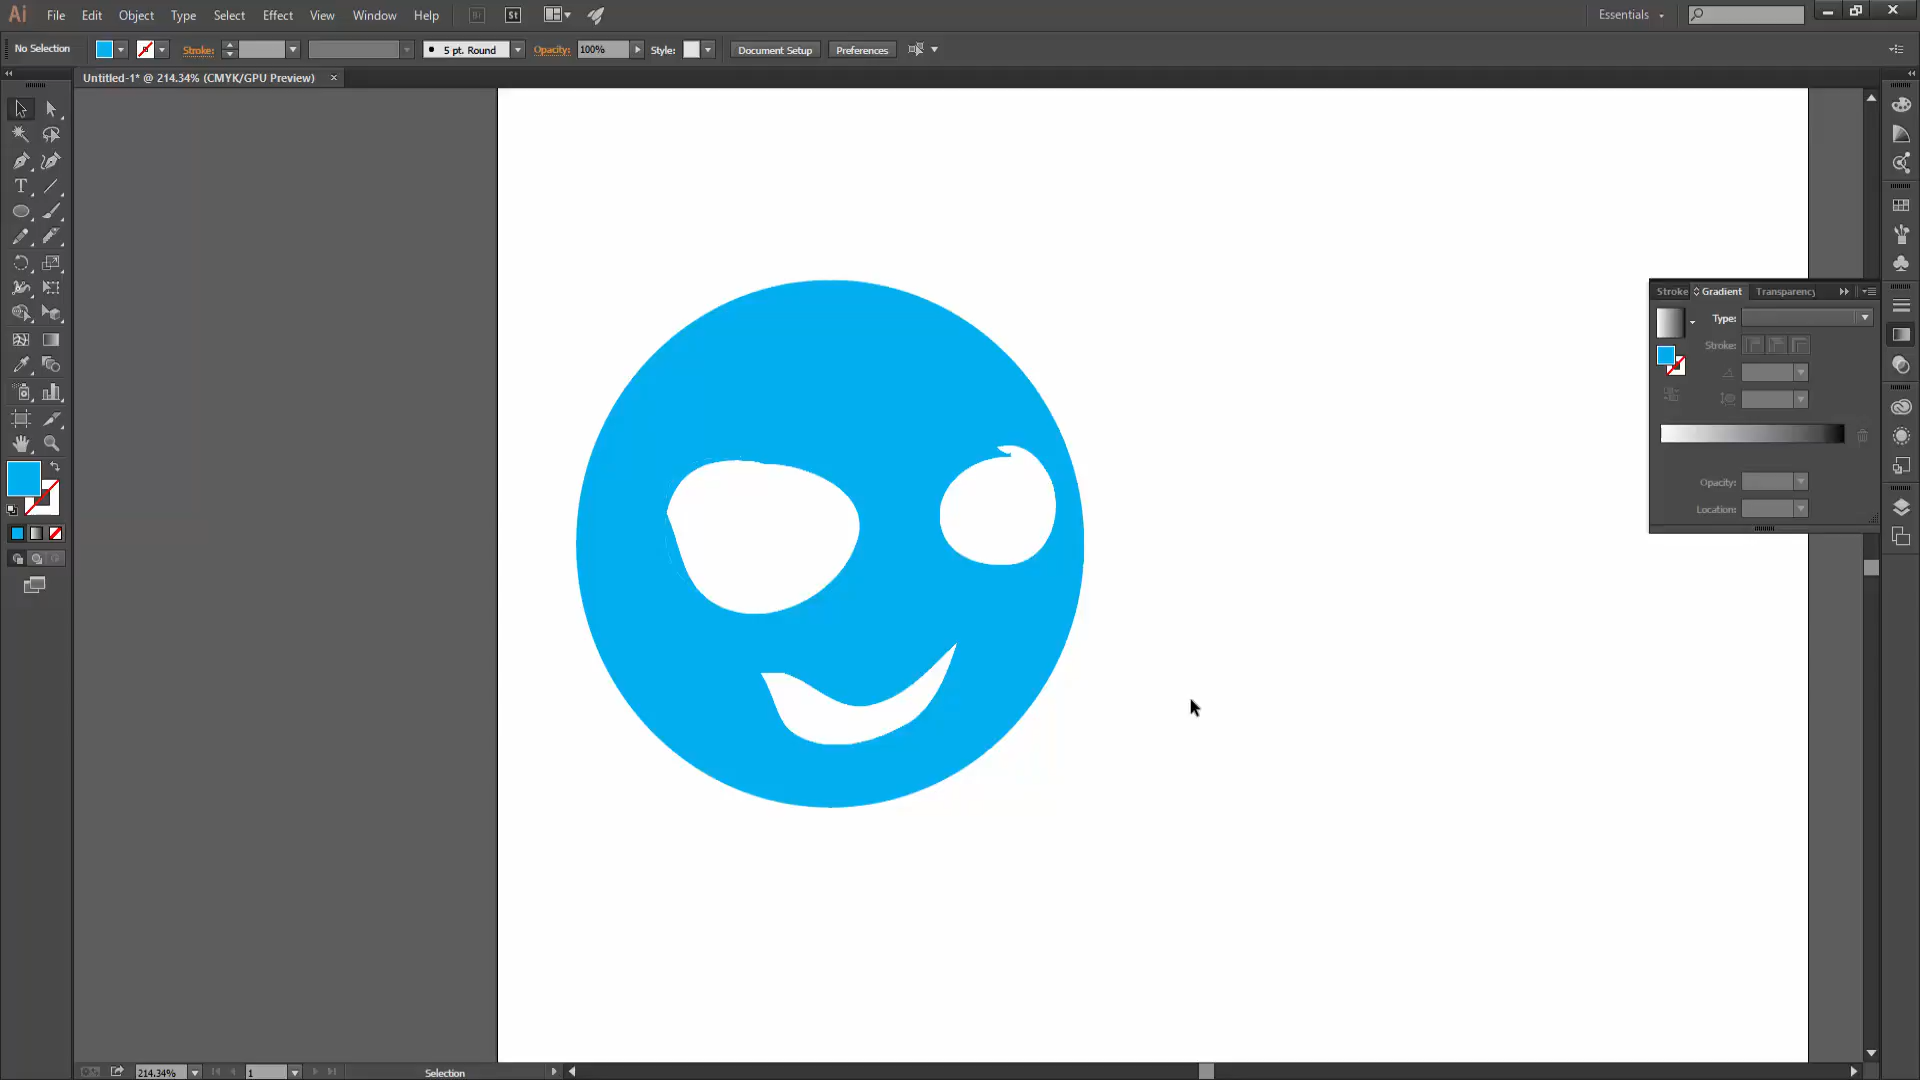 Ai File Edit Object Type Select Effect View Window Help Br St Essentials
No Selection Stroke: 5 pt. Round Opacity: 100% Style: Document Setup Preferences
Untitled-1* @ 214.34% (CMYK/GPU Preview) ×
T
Stroke Gradient Transparency
Type:
Stroke:
Opacity:
Location:
214.34% 1 Selection